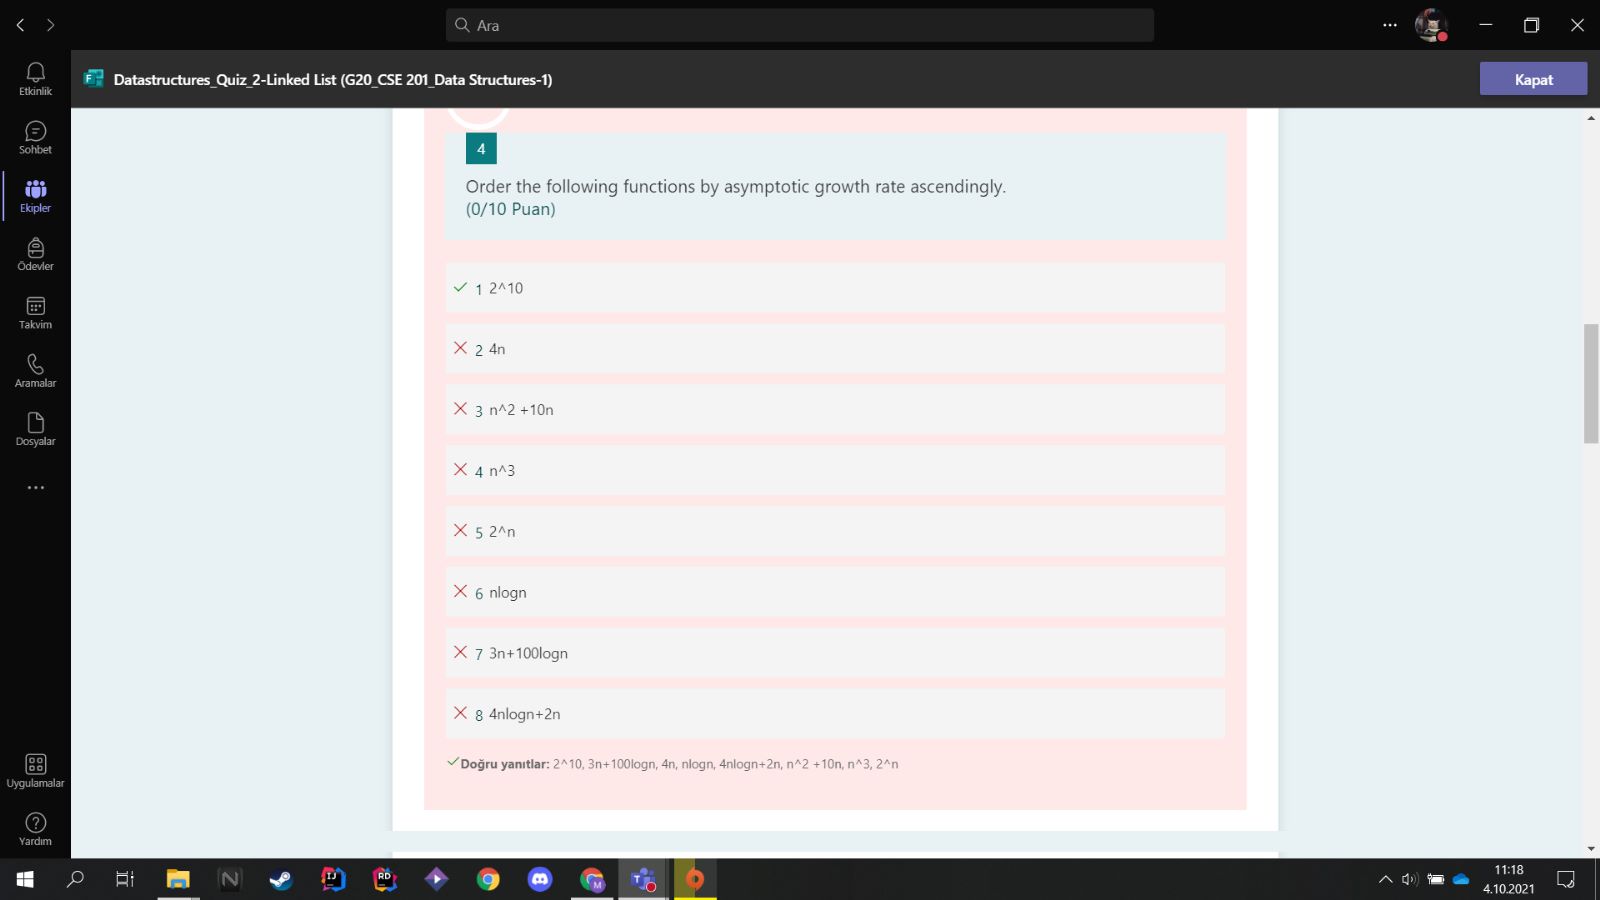 Ara
Datastructures_Quiz_2-Linked List (G20_CSE 201_Data Structures-1)
Kapat
Etkinlik
Sohbet
Ekipler
Ödevler
Takvim
Aramalar
Dosyalar
Uygulamalar
Yardım
4
Order the following functions by asymptotic growth rate ascendingly.
(0/10 Puan)
1 2^10
2 4n
3 n^2 +10n
4 n^3
5 2^n
6 nlogn
7 3n+100logn
8 4nlogn+2n
Doğru yanıtlar: 2^10, 3n+100logn, 4n, nlogn, 4nlogn+2n, n^2 +10n, n^3, 2^n
11:18
4.10.2021